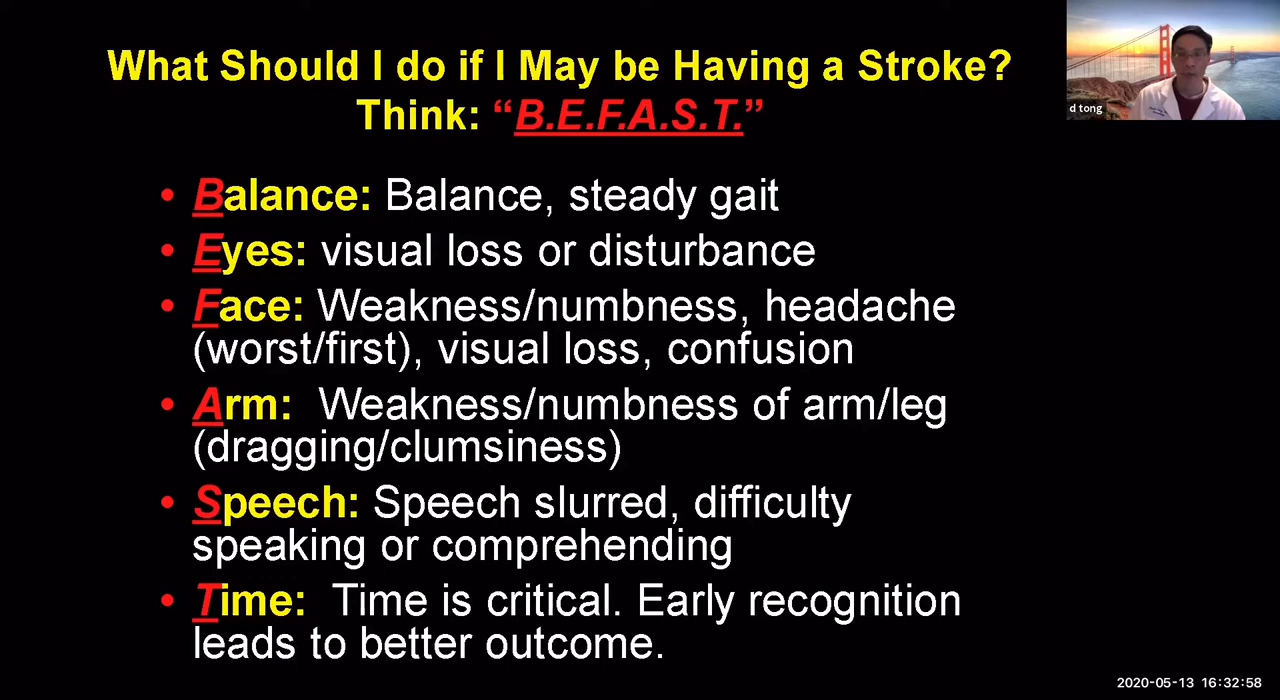 What Should I do if I May be Having a Stroke?
Think: “B.E.F.A.S.T.”
d tong
• Balance: Balance, steady gait
• Eyes: visual loss or disturbance
• Face: Weakness/numbness, headache
(worst/first), visual loss, confusion
• Arm: Weakness/numbness of arm/leg
(dragging/clumsiness)
• Speech: Speech slurred, difficulty
speaking or comprehending
• Time: Time is critical. Early recognition
leads to better outcome.
2020-05-13 16:32:58